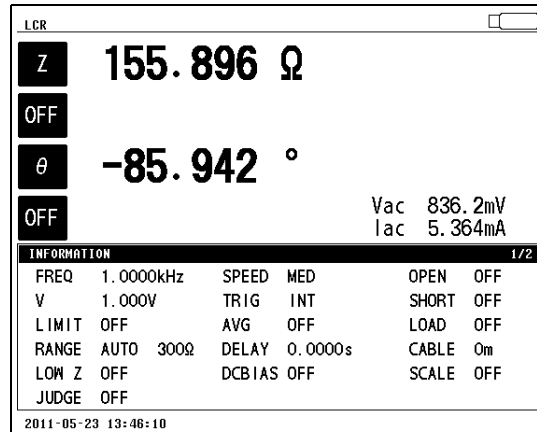 LCR
Z 155.896 Ω
OFF
θ -85.942 °
OFF
Vac 836.2mV
Iac 5.364mA
INFORMATION 1/2
FREQ 1.0000kHz SPEED MED OPEN OFF
V 1.000V TRIG INT SHORT OFF
LIMIT OFF AVG OFF LOAD OFF
RANGE AUTO 300Ω DELAY 0.0000s CABLE 0m
LOW Z OFF DCBIAS OFF SCALE OFF
JUDGE OFF
2011-05-23 13:46:10